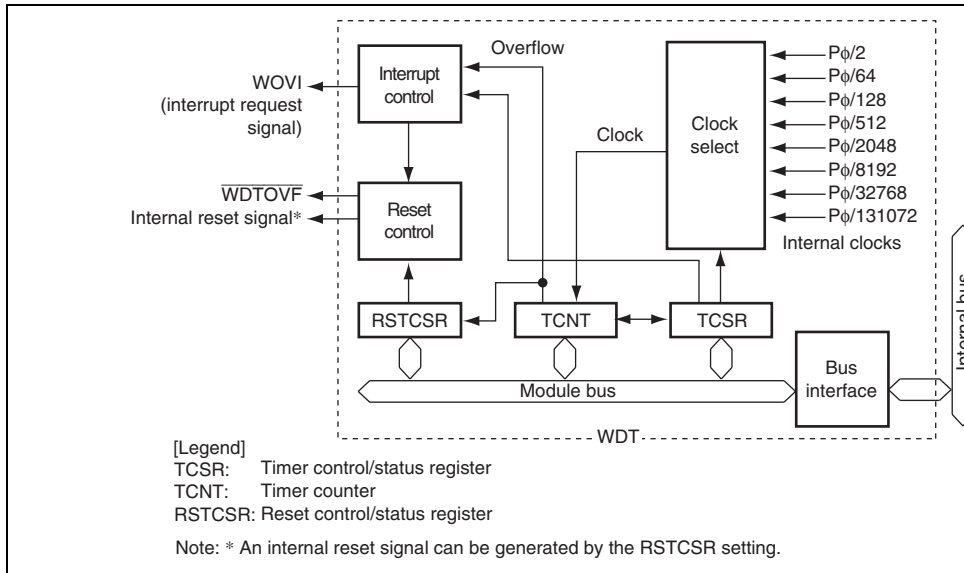 Overflow
Interrupt
control
WOVI
(interrupt request
signal)
WDTOVF
Internal reset signal*
Reset
control
Clock
Clock
select
Pϕ/2
Pϕ/64
Pϕ/128
Pϕ/512
Pϕ/2048
Pϕ/8192
Pϕ/32768
Pϕ/131072
Internal clocks
RSTCSR
TCNT
TCSR
Module bus
Bus
interface
Internal bus
WDT
[Legend]
TCSR: Timer control/status register
TCNT: Timer counter
RSTCSR: Reset control/status register
Note: * An internal reset signal can be generated by the RSTCSR setting.